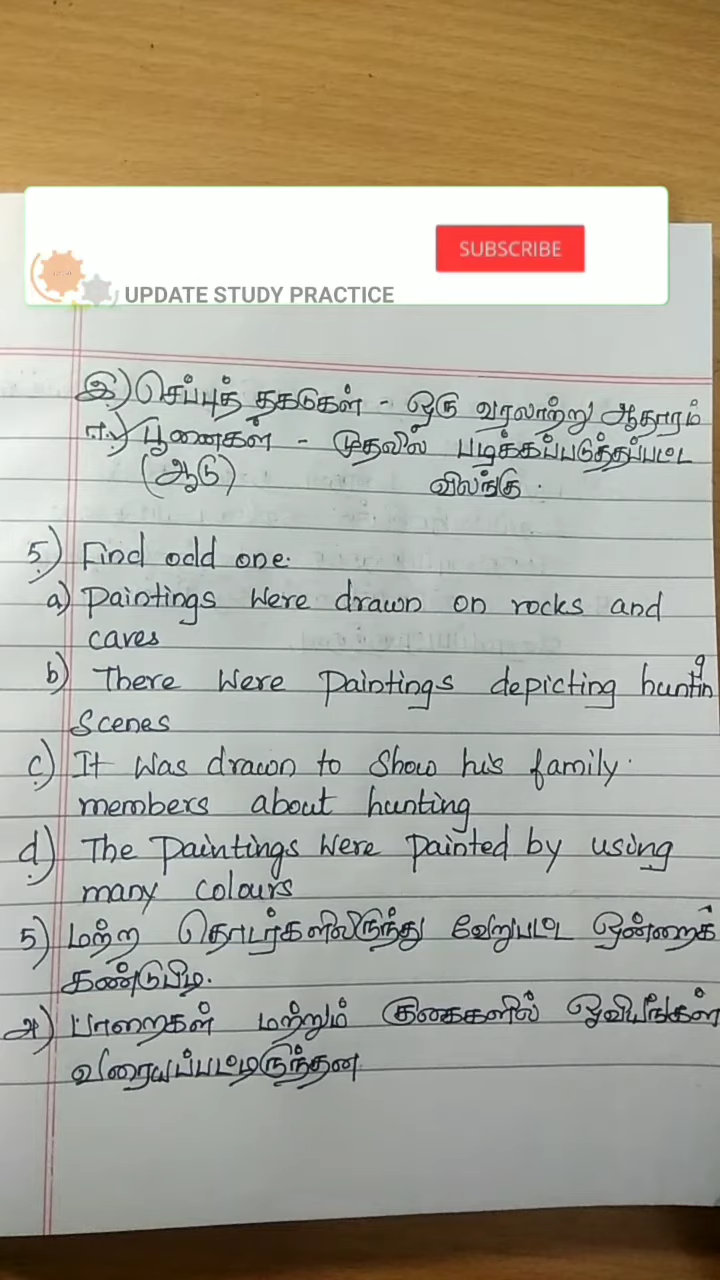 SUBSCRIBE
UPDATE STUDY PRACTICE
இ) செப்புத் தகடுகள் - ஒரு வரலாற்று ஆதாரம்
ஈ) பூனைகள் - முதலில் படிக்கப்படுத்தப்பட்ட
(ஆடு) விலங்கு.
5) Find odd one.
a) Paintings were drawn on rocks and
caves
b) There were paintings depicting hunting
Scenes
c) It was drawn to show his family
members about hunting
d) The paintings were painted by using
many colours
5) மற்ற தொடர்களிலிருந்து வேறுபட்ட ஒன்றைக்
கண்டுபிடி.
அ) பாறைகள் மற்றும் குகைகளில் ஓவியங்கள்
வரையப்பட்டிருந்தன